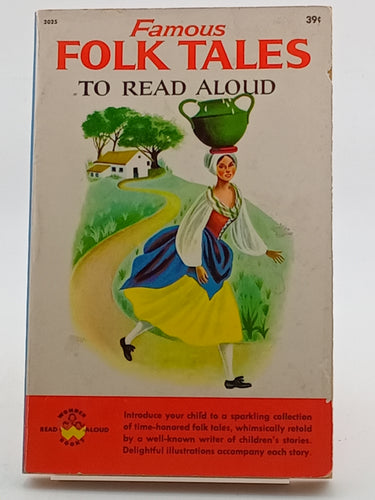 3035
39¢
Famous
FOLK TALES
TO READ ALOUD
WONDER
READ ALOUD
BOOKS
Introduce your child to a sparkling collection
of time-honored folk tales, whimsically retold
by a well-known writer of children's stories.
Delightful illustrations accompany each story.